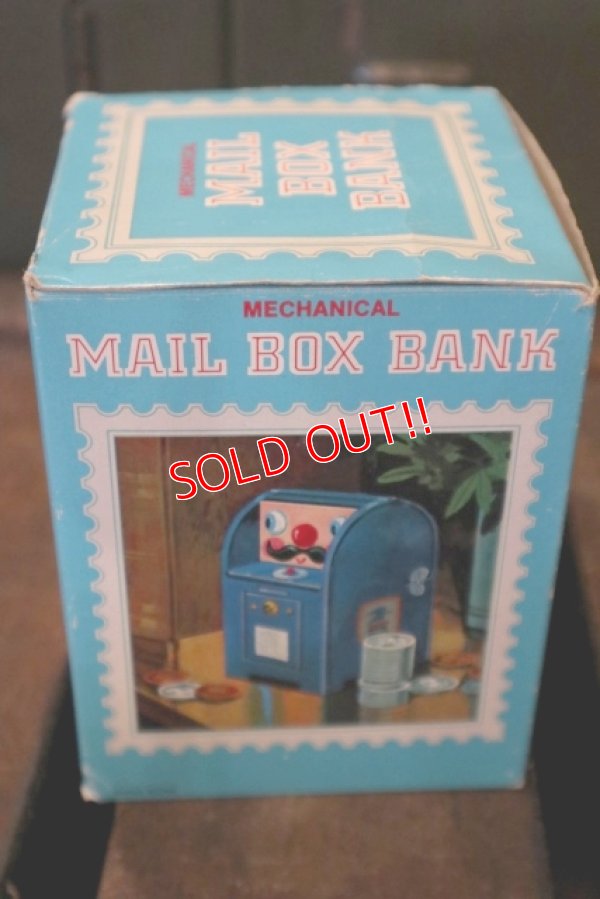 MECHANICAL
MAIL
BOX
BANK
MECHANICAL
MAIL BOX BANK
SOLD OUT!!